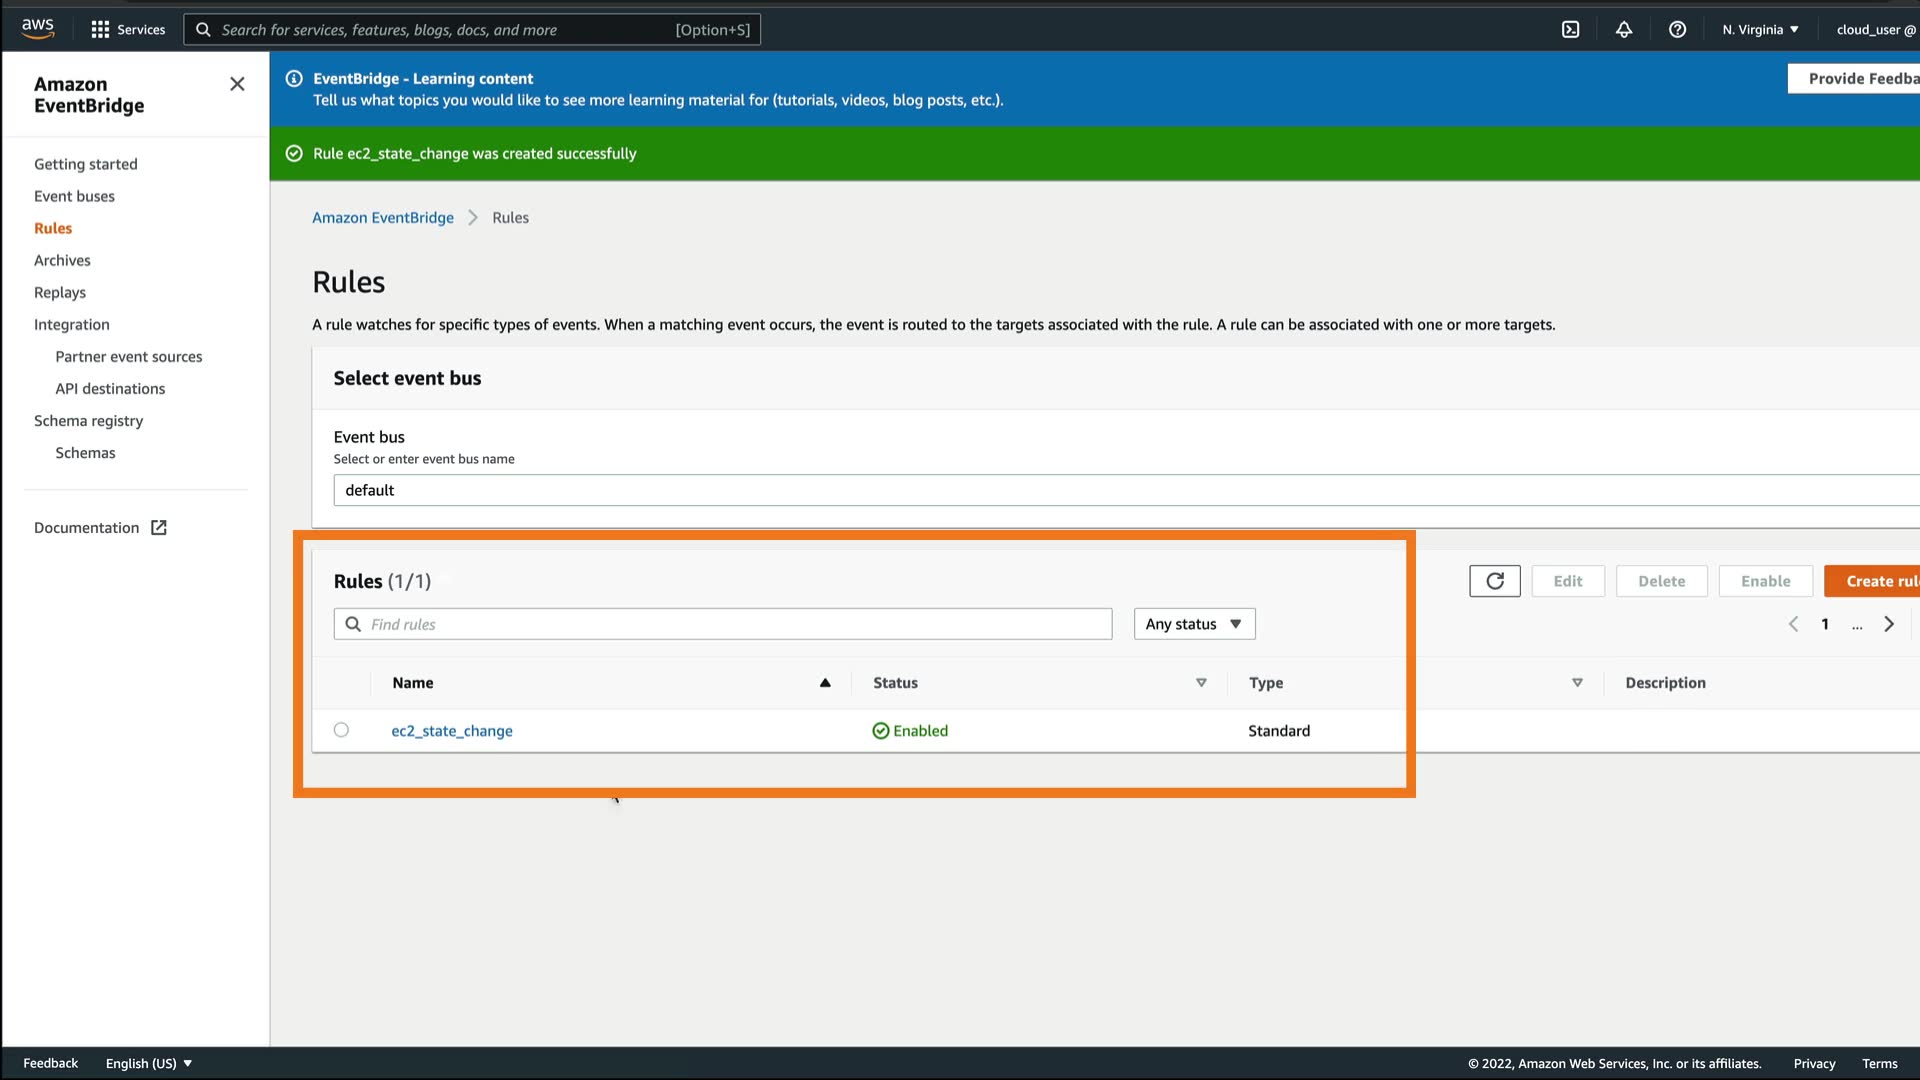 aws
Services
Search for services, features, blogs, docs, and more
[Option+S]
N. Virginia
cloud_user @
Amazon
EventBridge
Getting started
Event buses
Rules
Archives
Replays
Integration
Partner event sources
API destinations
Schema registry
Schemas
Documentation
EventBridge - Learning content
Tell us what topics you would like to see more learning material for (tutorials, videos, blog posts, etc.).
Provide Feedba
Rule ec2_state_change was created successfully
Amazon EventBridge
Rules
Rules
A rule watches for specific types of events. When a matching event occurs, the event is routed to the targets associated with the rule. A rule can be associated with one or more targets.
Select event bus
Event bus
Select or enter event bus name
default
Rules (1/1)
Edit
Delete
Enable
Create rul
Find rules
Any status
1
...
Name
Status
Type
Description
ec2_state_change
Enabled
Standard
Feedback
English (US)
© 2022, Amazon Web Services, Inc. or its affiliates.
Privacy
Terms